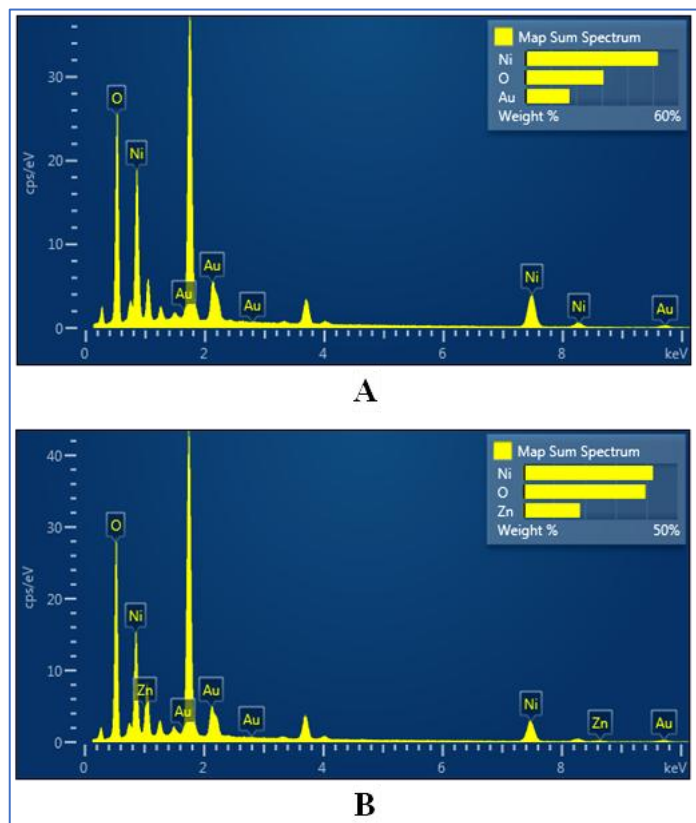 Map Sum Spectrum
Ni
O
Au
Weight % 60%
30
20
10
0
cps/eV
O
Ni
Au
Au
Au
Ni
Ni
Au
0 2 4 6 8 keV
A
Map Sum Spectrum
Ni
O
Zn
Weight % 50%
40
30
20
10
0
cps/eV
O
Ni
Zn
Au
Au
Au
Ni
Zn
Au
0 2 4 6 8 keV
B